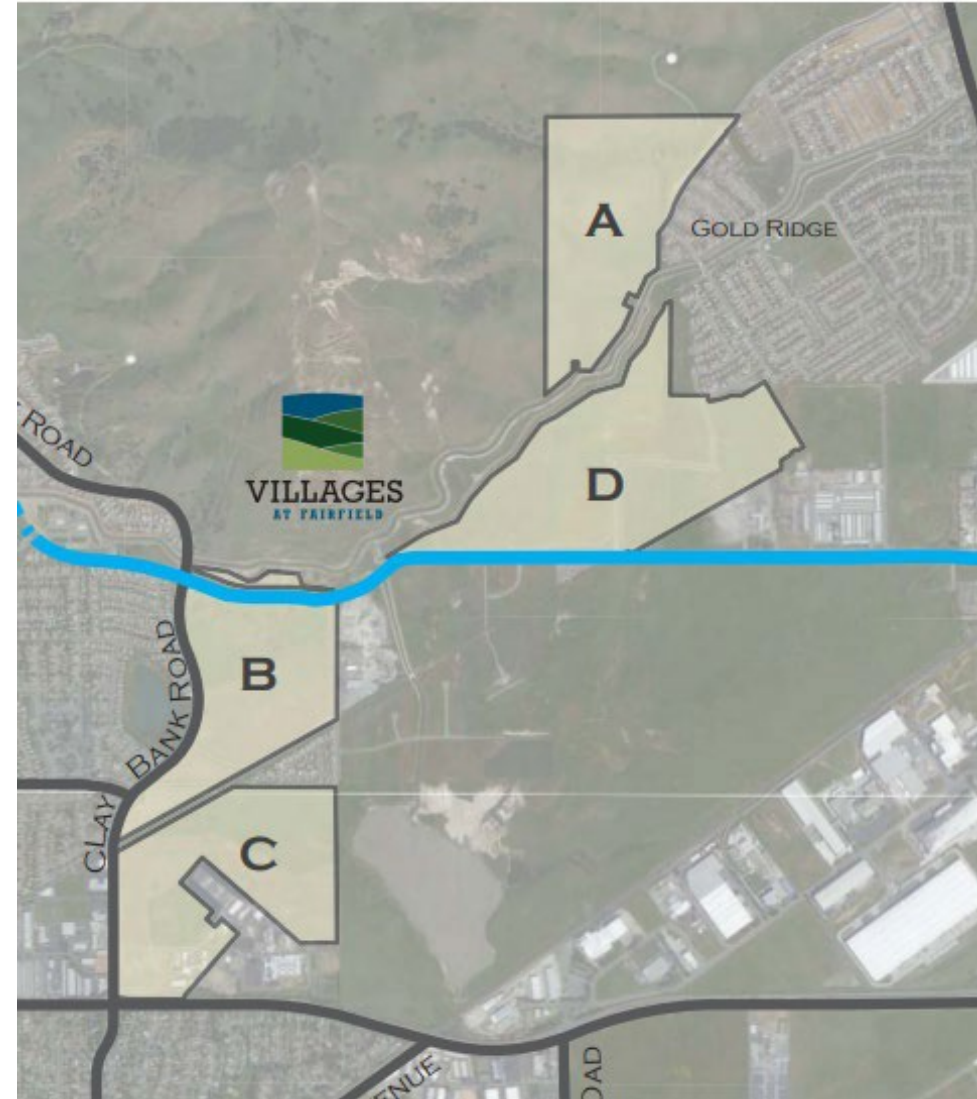 A
GOLD RIDGE
ROAD
VILLAGES
AT FAIRFIELD
D
B
CLAY BANK ROAD
C
ENUE
OAD